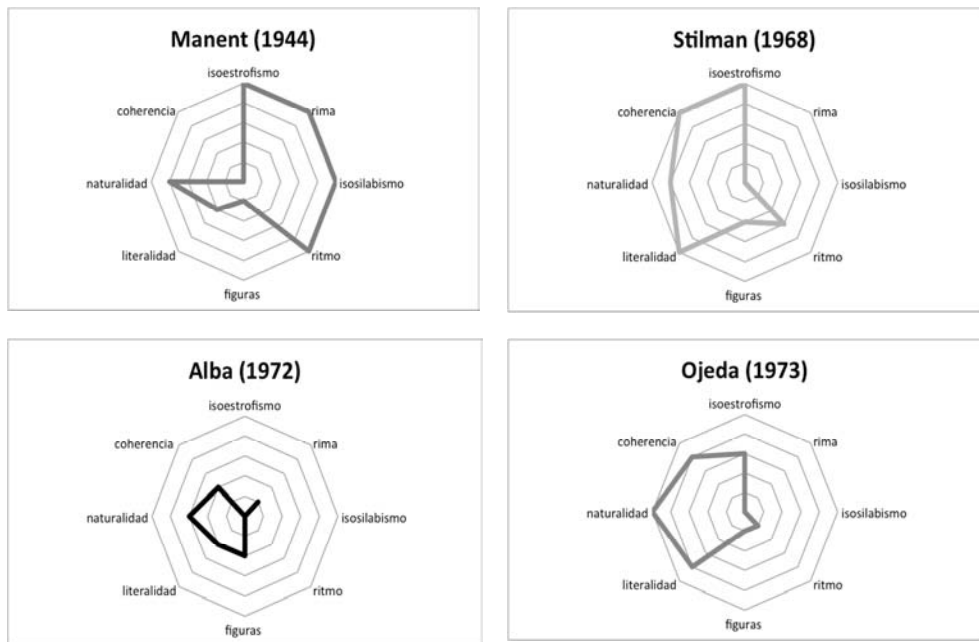 Manent (1944)
isoestrofismo
coherencia
rima
naturalidad
isosilabismo
literalidad
ritmo
figuras
Stilman (1968)
isoestrofismo
coherencia
rima
naturalidad
isosilabismo
literalidad
ritmo
figuras
Alba (1972)
isoestrofismo
coherencia
rima
naturalidad
isosilabismo
literalidad
ritmo
figuras
Ojeda (1973)
isoestrofismo
coherencia
rima
naturalidad
isosilabismo
literalidad
ritmo
figuras